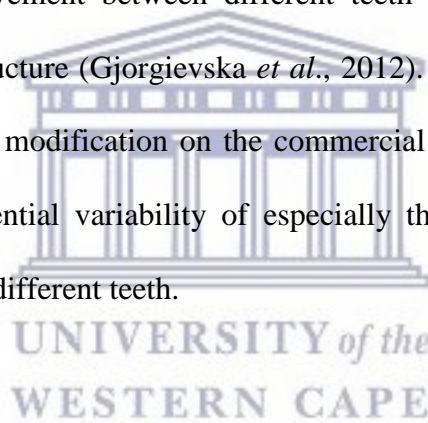 vement between different teeth
ucture (Gjorgievska et al., 2012).
modification on the commercial
ential variability of especially th
different teeth.
UNIVERSITY of the
WESTERN CAPE